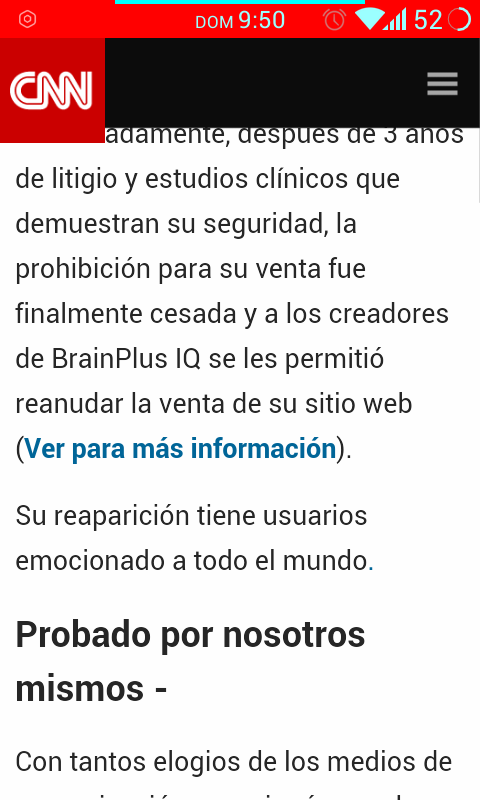 DOM 9:50 52
CNN
adamente, después de 3 años
de litigio y estudios clínicos que
demuestran su seguridad, la
prohibición para su venta fue
finalmente cesada y a los creadores
de BrainPlus IQ se les permitió
reanudar la venta de su sitio web
(Ver para más información).
Su reaparición tiene usuarios
emocionado a todo el mundo.
Probado por nosotros
mismos -
Con tantos elogios de los medios de